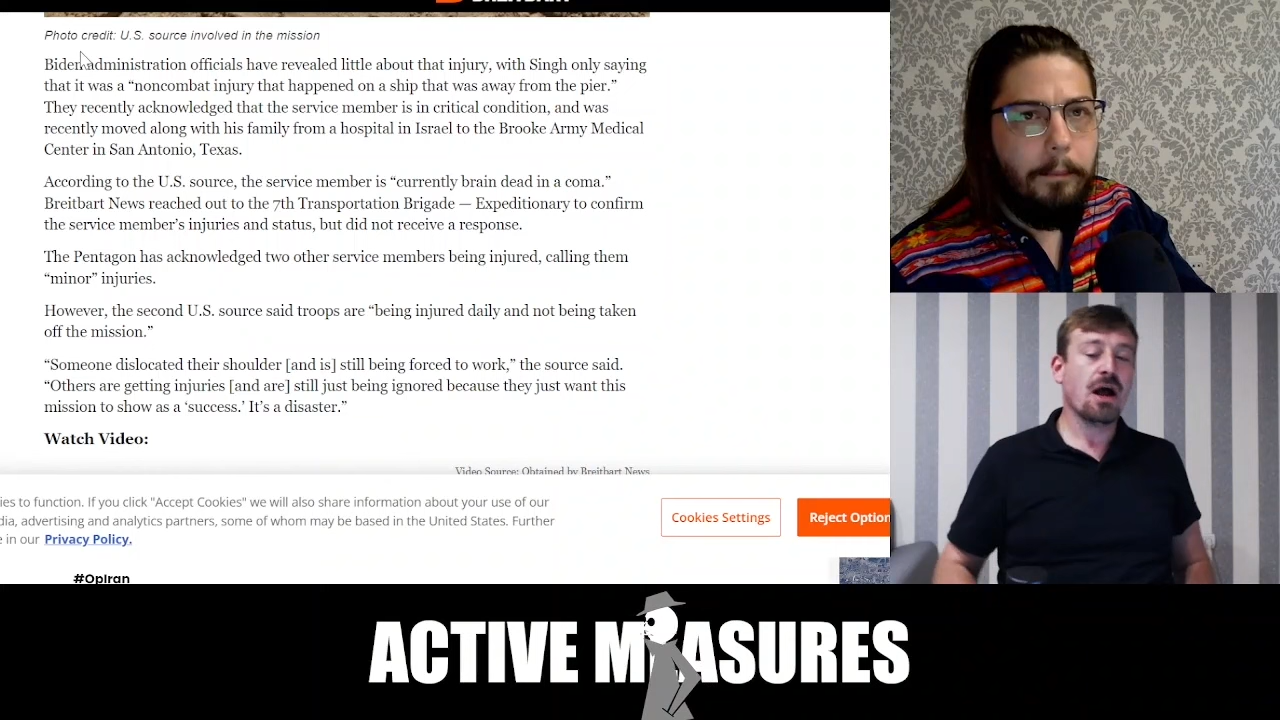 Photo credit: U.S. source involved in the mission
Biden administration officials have revealed little about that injury, with Singh only saying
that it was a “noncombat injury that happened on a ship that was away from the pier.”
They recently acknowledged that the service member is in critical condition, and was
recently moved along with his family from a hospital in Israel to the Brooke Army Medical
Center in San Antonio, Texas.
According to the U.S. source, the service member is “currently brain dead in a coma.”
Breitbart News reached out to the 7th Transportation Brigade — Expeditionary to confirm
the service member’s injuries and status, but did not receive a response.
The Pentagon has acknowledged two other service members being injured, calling them
“minor” injuries.
However, the second U.S. source said troops are “being injured daily and not being taken
off the mission.”
“Someone dislocated their shoulder [and is] still being forced to work,” the source said.
“Others are getting injuries [and are] still just being ignored because they just want this
mission to show as a ‘success.’ It’s a disaster.”
Watch Video:
Video Source: Obtained by Breitbart News
to function. If you click "Accept Cookies" we will also share information about your use of our
advertising and analytics partners, some of whom may be based in the United States. Further
in our Privacy Policy.
Cookies Settings
Reject Option
#OpIran
ACTIVE MEASURES